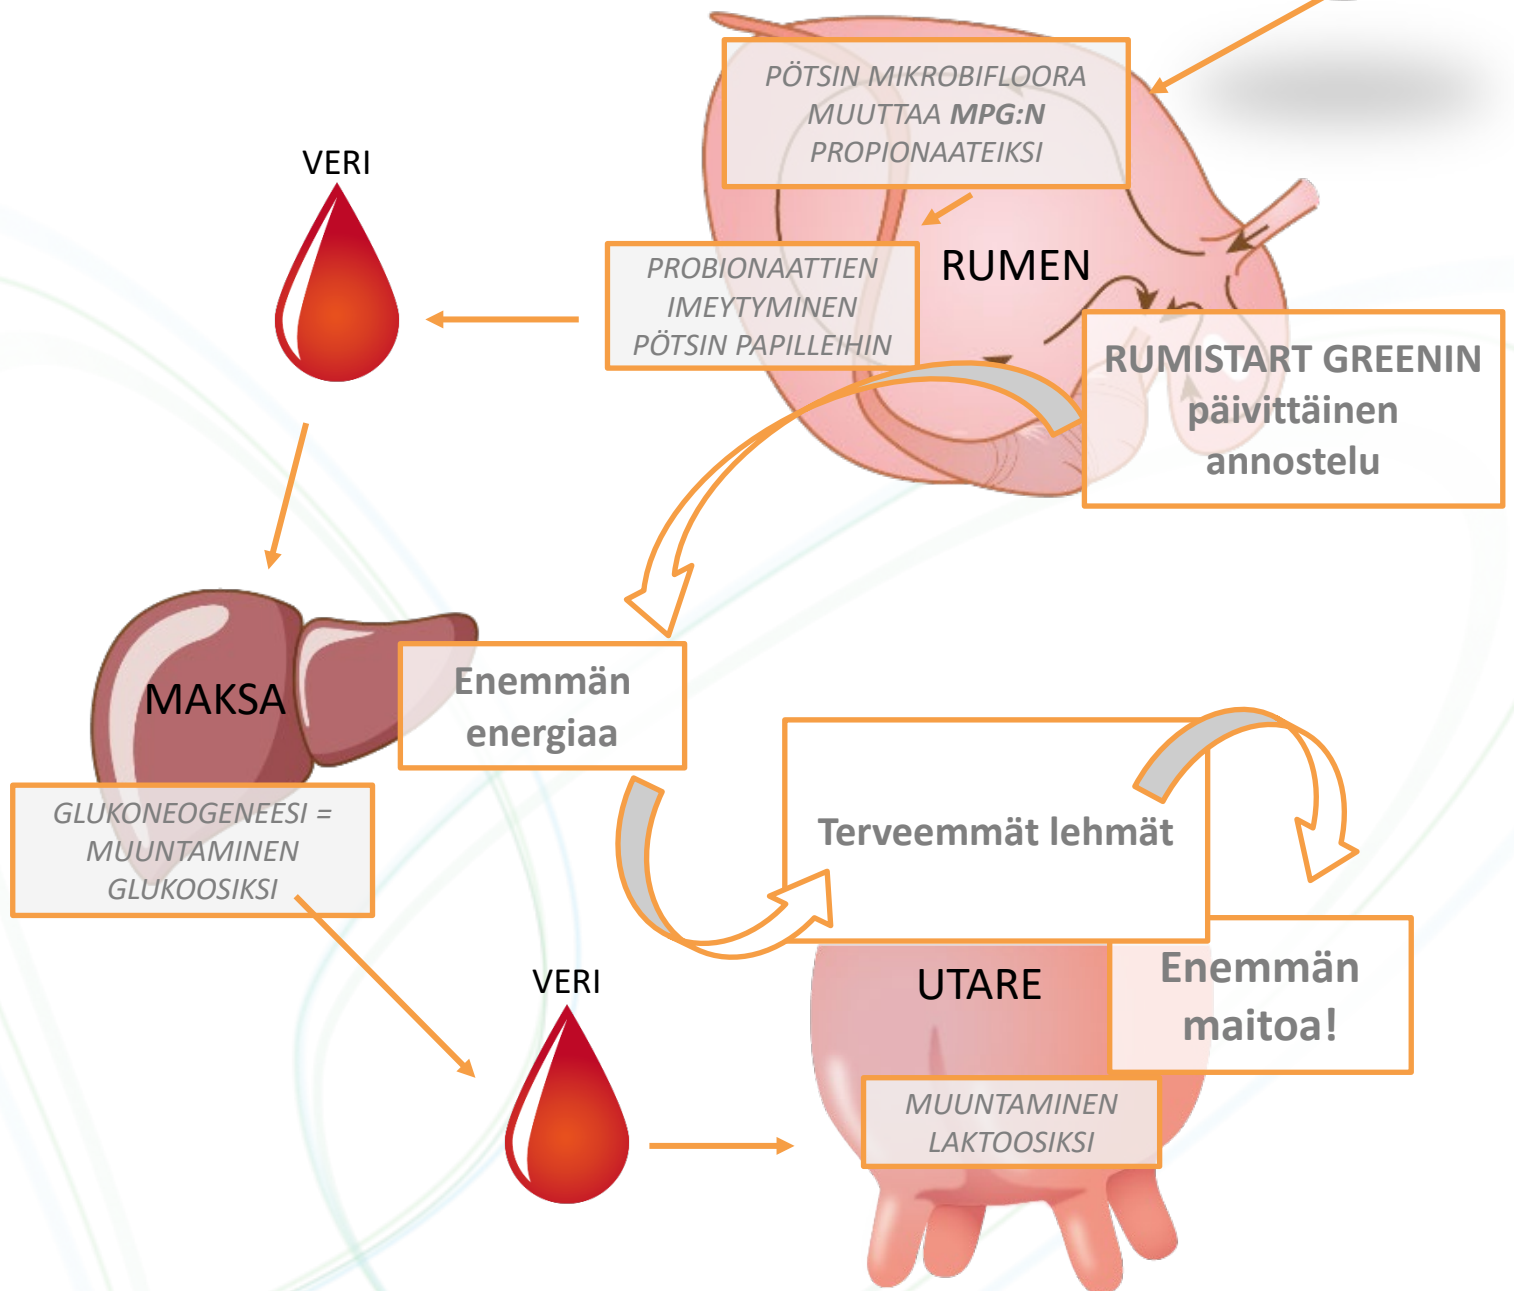 PÖTSIN MIKROBIFLOORA
MUUTTAA MPG:N
PROPIONAATEIKSI
VERI
PROBIONAATTIEN
IMEYTYMINEN
PÖTSIN PAPILLEIHIN
RUMEN
RUMISTART GREENIN
päivittäinen
annostelu
MAKSA
Enemmän
energiaa
GLUKONEOGENEESI =
MUUNTAMINEN
GLUKOOSIKSI
Terveemmät lehmät
VERI
UTARE
Enemmän
maitoa!
MUUNTAMINEN
LAKTOOSIKSI